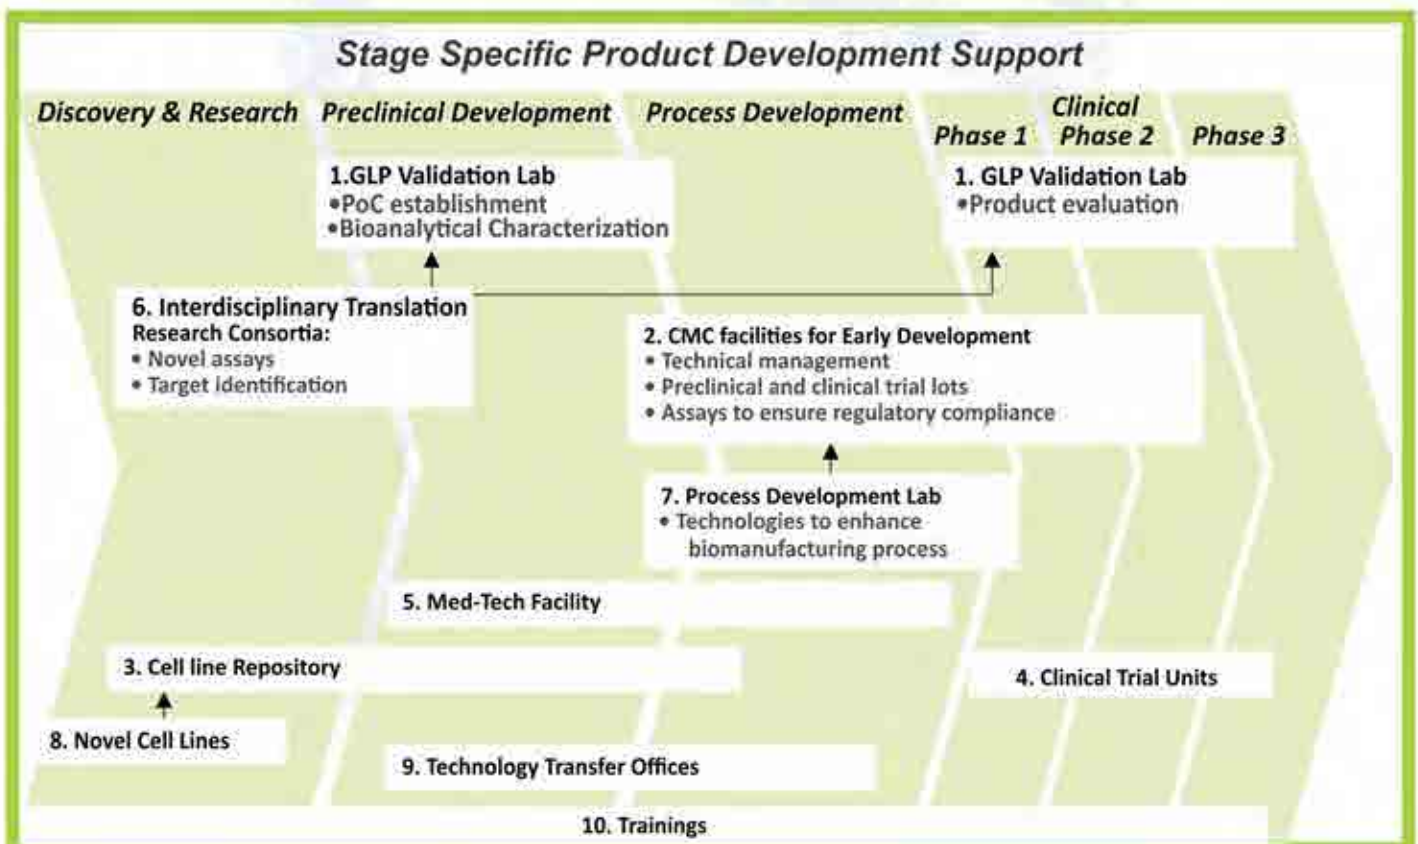 Stage Specific Product Development Support
Discovery & Research
Preclinical Development
Process Development
Clinical
Phase 1
Phase 2
Phase 3
1.GLP Validation Lab
•PoC establishment
•Bioanalytical Characterization
1. GLP Validation Lab
•Product evaluation
6. Interdisciplinary Translation
Research Consortia:
• Novel assays
• Target identification
2. CMC facilities for Early Development
• Technical management
• Preclinical and clinical trial lots
• Assays to ensure regulatory compliance
7. Process Development Lab
• Technologies to enhance
biomanufacturing process
5. Med-Tech Facility
3. Cell line Repository
4. Clinical Trial Units
8. Novel Cell Lines
9. Technology Transfer Offices
10. Trainings